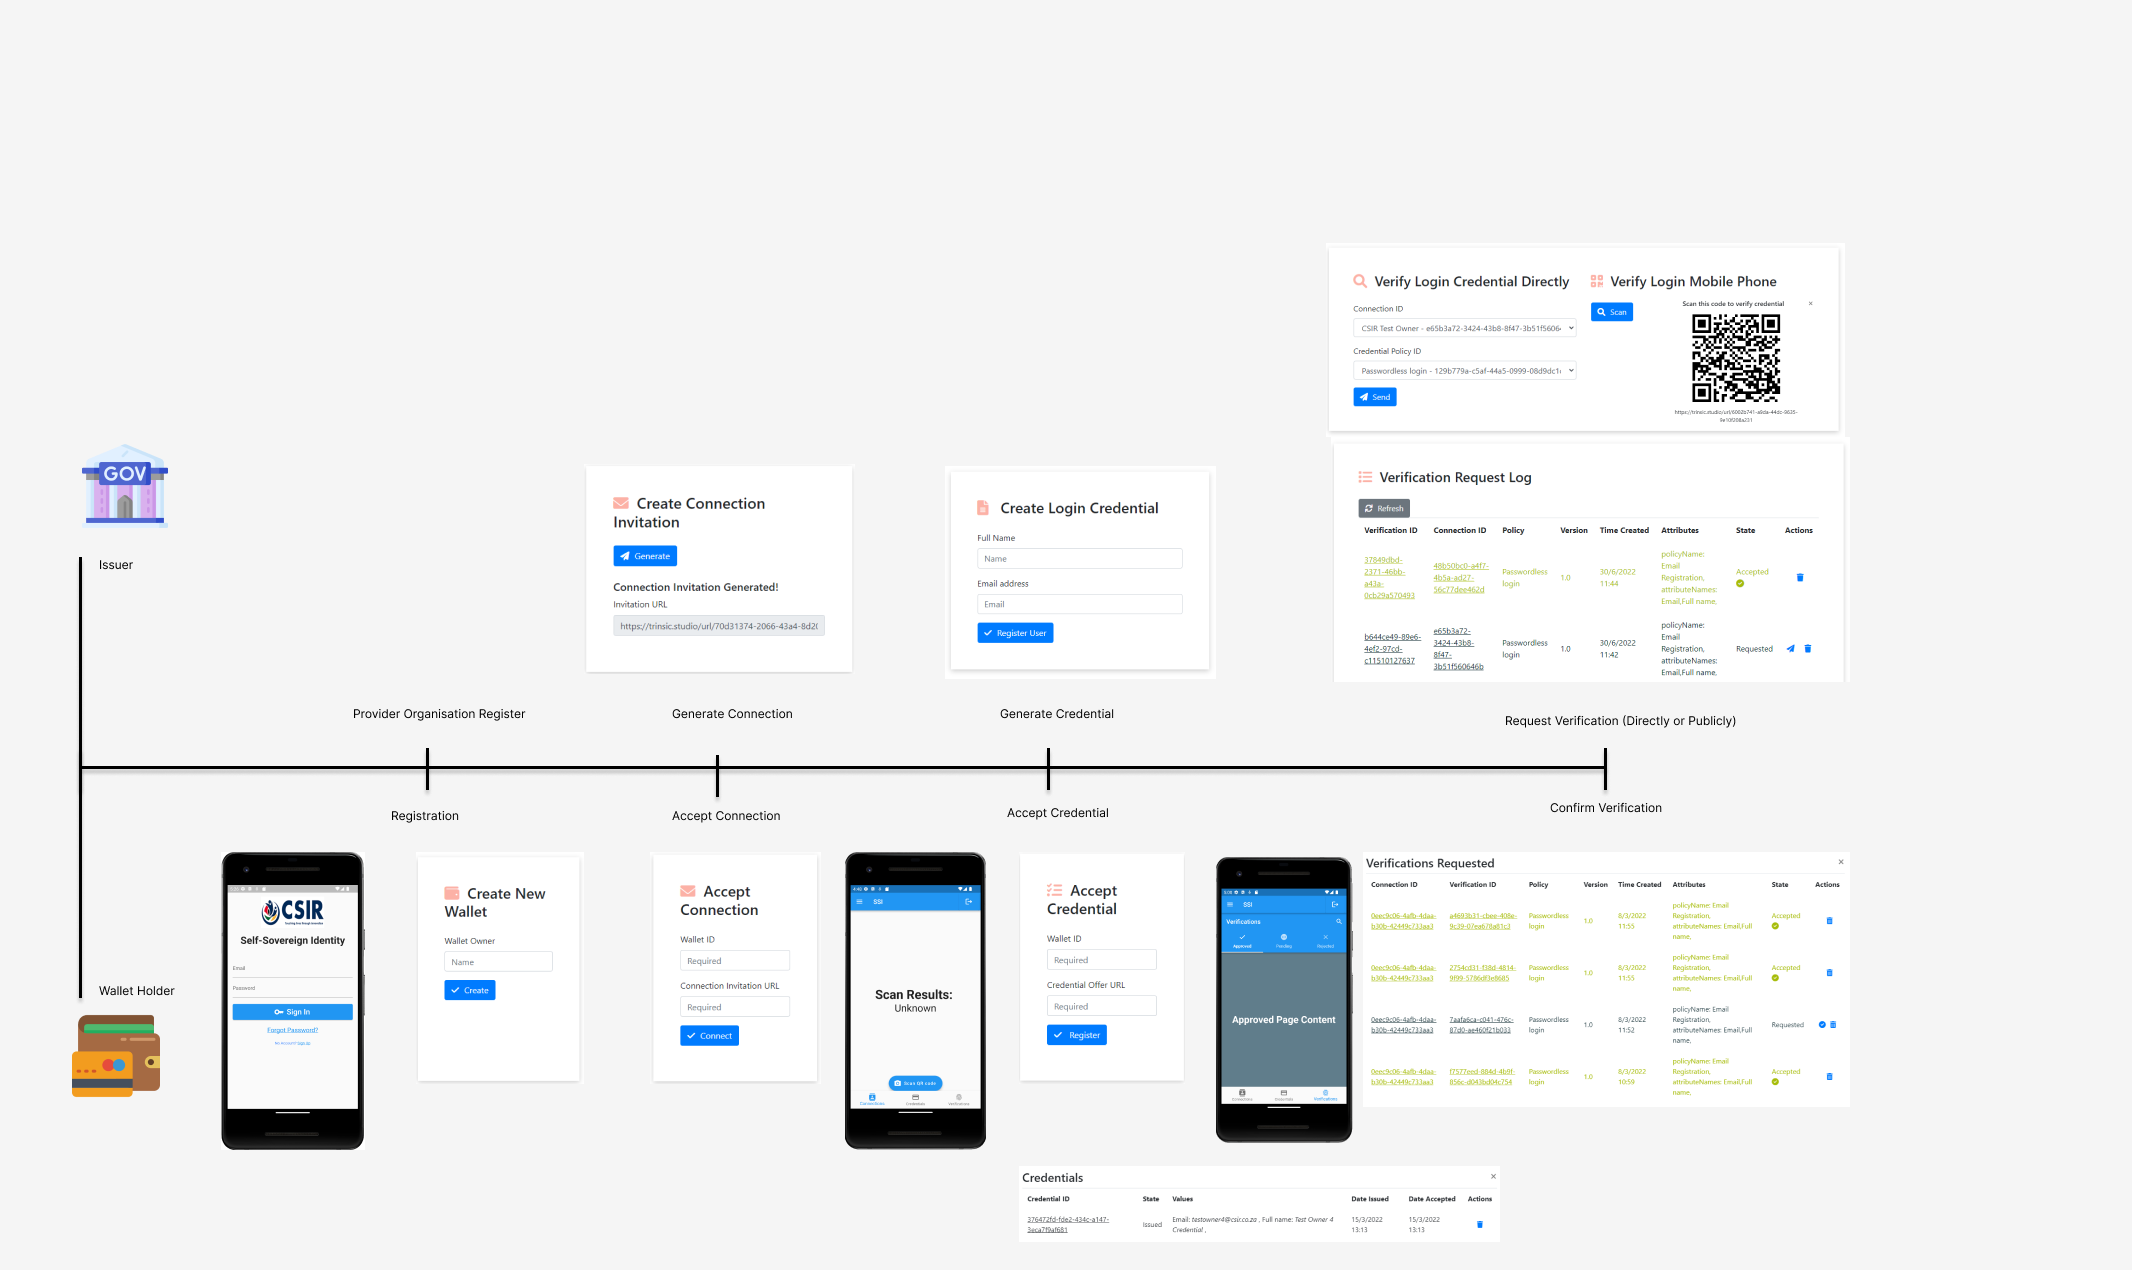 Verify Login Credential Directly
Connection ID
CSIR Test Owner - e65b3a72-3424-43b8-8f47-3b51f5606
Credential Policy ID
Passwordless login - 129b779a-c5af-44a5-0999-08d9dc1
Send
Verify Login Mobile Phone
Scan
Scan this code to verify credential
×
GOV
Issuer
Create Connection
Invitation
Generate
Connection Invitation Generated!
Invitation URL
https://trinsic.studio/url/70d31374-2066-43a4-8d2
Create Login Credential
Full Name
Name
Email address
Email
Register User
Verification Request Log
Refresh
Verification ID Connection ID Policy Version Time Created Attributes State Actions
37849dbd-
2371-46bb-
a43a-
0cb29a570493
48b50bc0-a4f7-
4b5a-ad27-
56c77dee462d
Passwordless
login
1.0
30/6/2022
11:44
policyName:
Email
Registration,
attributeNames:
Email,Full name,
Accepted
b644ce49-89e6-
4ef2-97cd-
c11510127637
e65b3a72-
3424-43b8-
8f47-
3b51f560646b
Passwordless
login
1.0
30/6/2022
11:42
policyName:
Email
Registration,
attributeNames:
Email,Full name,
Requested
Provider Organisation Register
Generate Connection
Generate Credential
Request Verification (Directly or Publicly)
Registration
Accept Connection
Accept Credential
Confirm Verification
Wallet Holder
CSIR
Self-Sovereign Identity
Email
Password
Sign In
Forgot Password?
No Account? Sign Up
Create New
Wallet
Wallet Owner
Name
Create
Accept
Connection
Wallet ID
Required
Connection Invitation URL
Required
Connect
SSI
Scan Results:
Unknown
Scan QR code
Connections
Credentials
Verifications
Accept
Credential
Wallet ID
Required
Credential Offer URL
Required
Register
SSI
Verifications
Approved
Pending
Rejected
Approved Page Content
Connections
Credentials
Verifications
Verifications Requested
×
Connection ID Verification ID Policy Version Time Created Attributes State Actions
0eec9c06-4afb-4daa-
b30b-42449c733aa3
a4693b31-cbee-408e-
9c39-07ea678a81c3
Passwordless
login
1.0
8/3/2022
11:55
policyName: Email
Registration,
attributeNames: Email,Full
name,
Accepted
0eec9c06-4afb-4daa-
b30b-42449c733aa3
2754cd31-f38d-4814-
9f99-5786df3e8685
Passwordless
login
1.0
8/3/2022
11:55
policyName: Email
Registration,
attributeNames: Email,Full
name,
Accepted
0eec9c06-4afb-4daa-
b30b-42449c733aa3
7aafa6ca-c041-476c-
87d0-ae460f21b033
Passwordless
login
1.0
8/3/2022
11:52
policyName: Email
Registration,
attributeNames: Email,Full
name,
Requested
0eec9c06-4afb-4daa-
b30b-42449c733aa3
f7577eed-884d-4b9f-
956c-d043bd04c754
Passwordless
login
1.0
8/3/2022
10:59
policyName: Email
Registration,
attributeNames: Email,Full
name,
Accepted
Credentials
×
Credential ID State Values Date Issued Date Accepted Actions
376472fd-fde2-434c-a147-
3eca7f9af681
Issued
Email: testowner4@csir.co.za , Full name: Test Owner 4
Credential ,
15/3/2022
13:13
15/3/2022
13:13